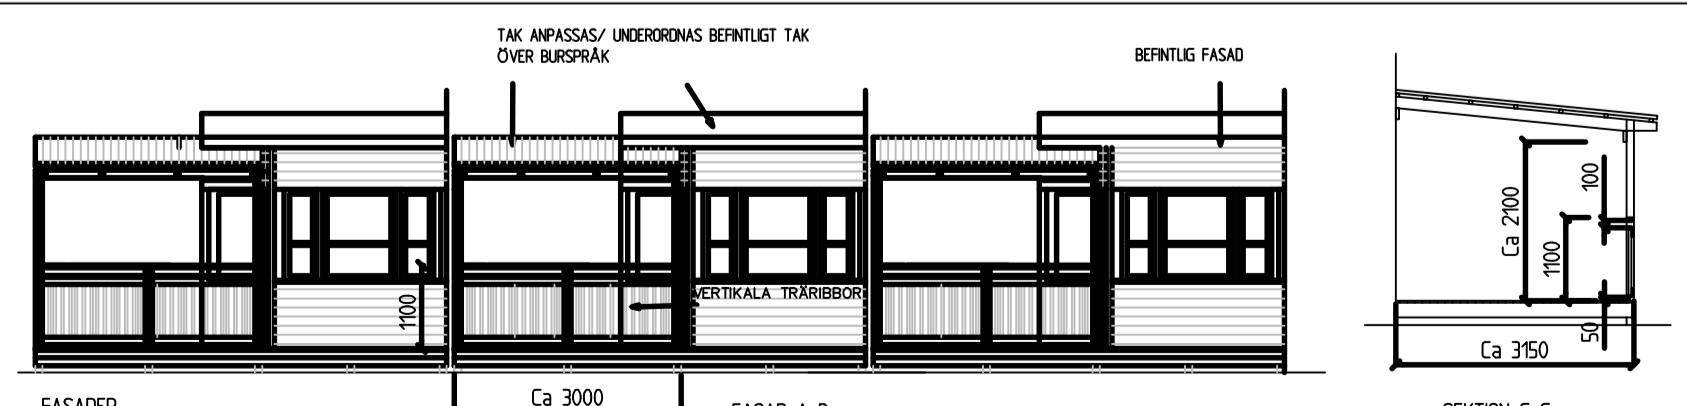 TAK ANPASSAS/ UNDERORDNAS BEFINTLIGT TAK
ÖVER BURSPRÅK
BEFINTLIG FASAD
VERTIKALA TRÄRIBBOR
1100
Ca 2100
100
1100
50
Ca 3150
Ca 3000
FASADER